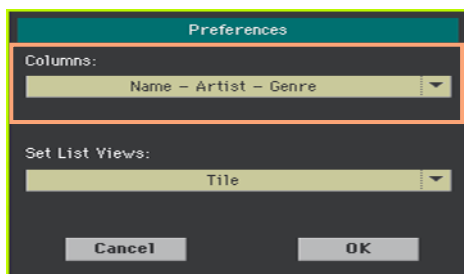 Preferences
Columns:
Name – Artist – Genre
Set List Views:
Tile
Cancel OK